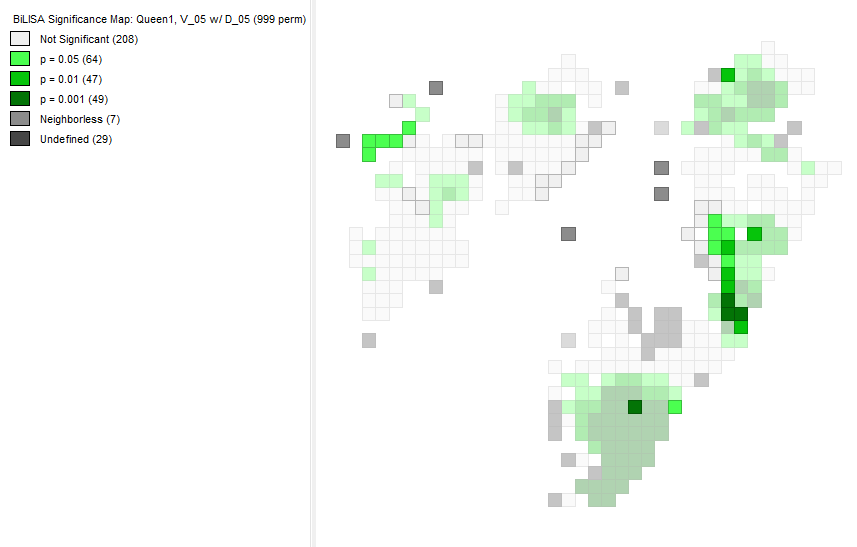 BiLISA Significance Map: Queen1, V_05 w/ D_05 (999 perm)
Not Significant (208)
p = 0.05 (64)
p = 0.01 (47)
p = 0.001 (49)
Neighborless (7)
Undefined (29)